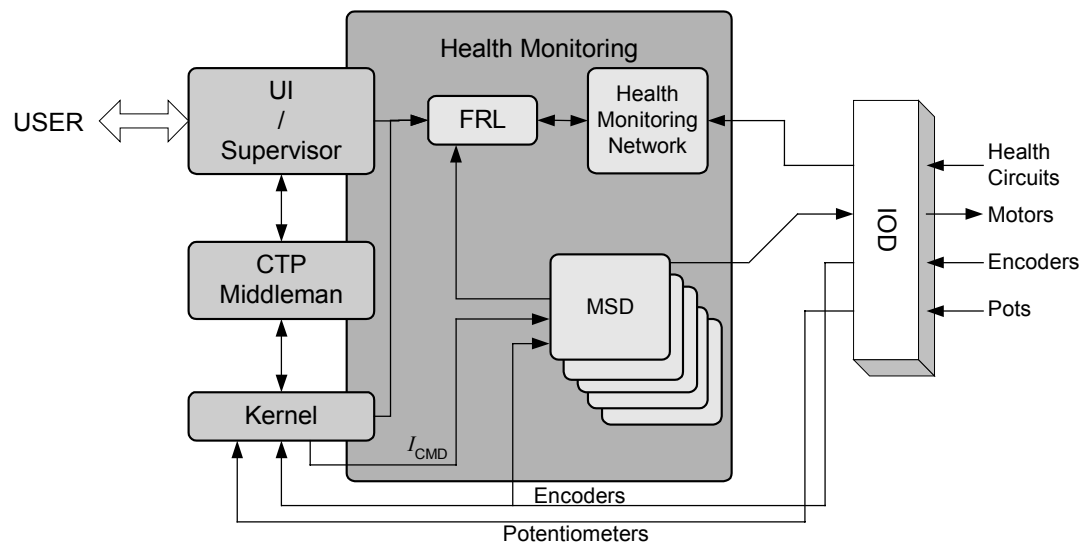 Health Monitoring
USER
UI
/
Supervisor
FRL
Health
Monitoring
Network
IOD
Health
Circuits
Motors
Encoders
Pots
CTP
Middleman
MSD
Kernel
I CMD
Encoders
Potentiometers